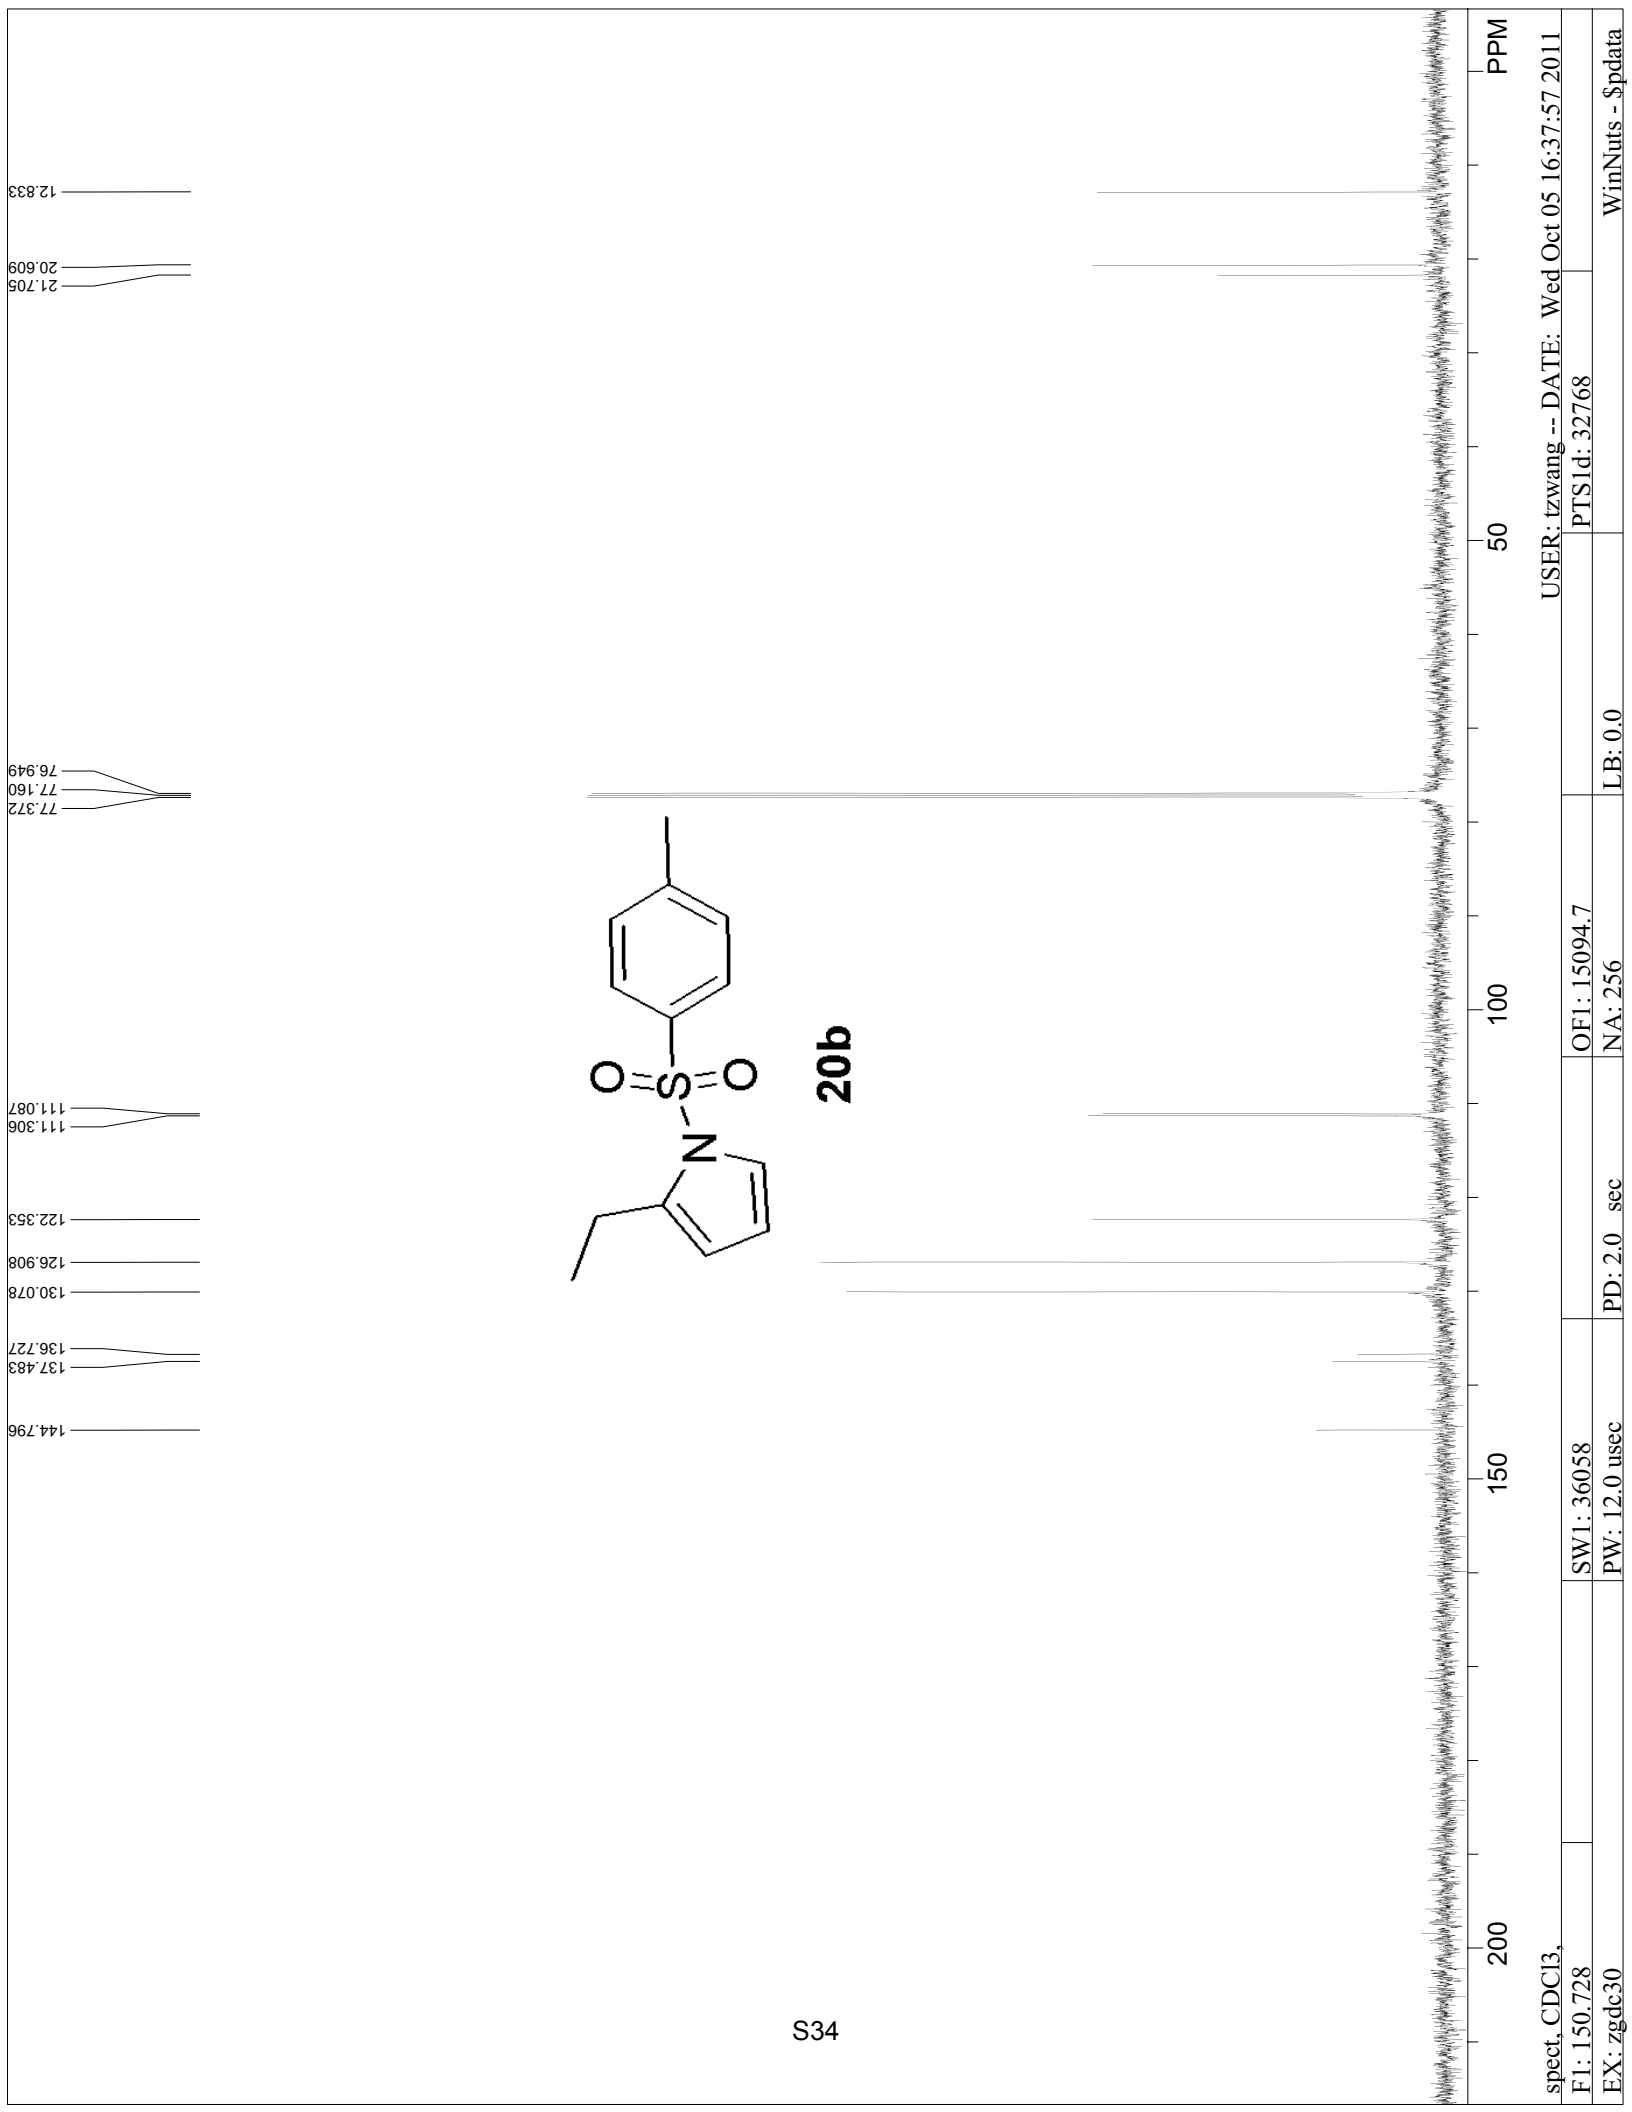 144.796
137.483
136.727
130.078
126.908
122.353
111.306
111.087
77.372
77.160
76.949
21.705
20.609
12.833
N
S
O
O
20b
200
150
100
50
PPM
spect, CDCl3,
USER: tzwang -- DATE: Wed Oct 05 16:37:57 2011
F1: 150.728
SW1: 36058
OF1: 15094.7
PTS1d: 32768
EX: zgdc30
PW: 12.0 usec
PD: 2.0 sec
NA: 256
LB: 0.0
WinNuts - $pdata
S34